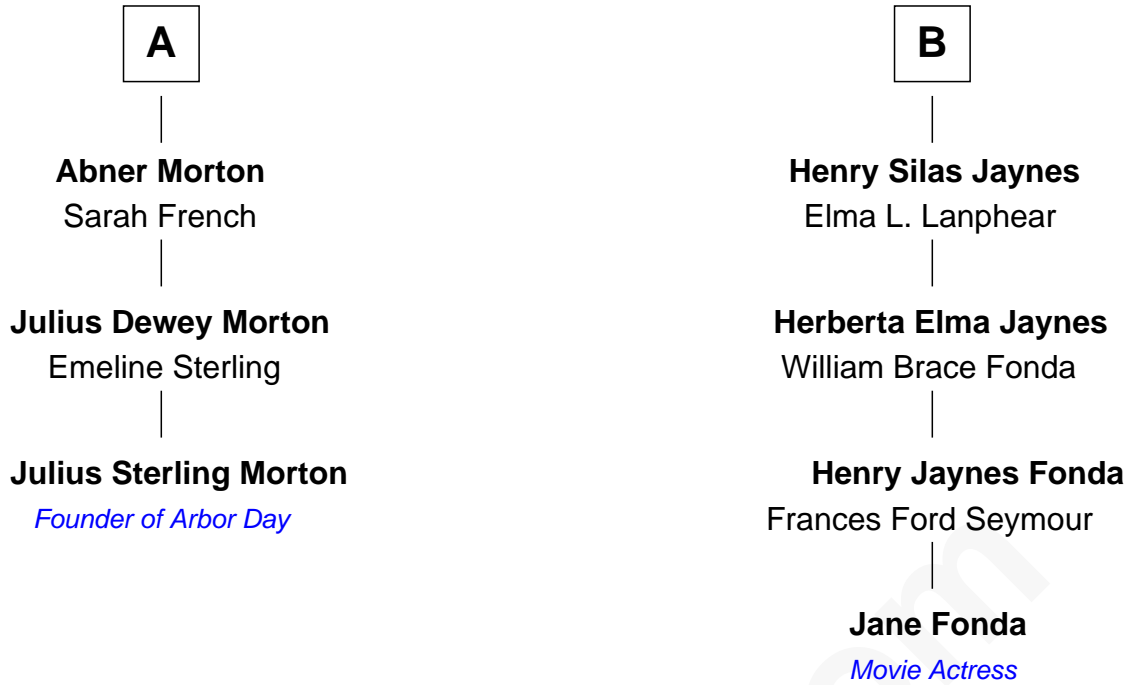 A
Abner Morton
Sarah French
Julius Dewey Morton
Emeline Sterling
Julius Sterling Morton
Founder of Arbor Day
B
Henry Silas Jaynes
Elma L. Lanphear
Herberta Elma Jaynes
William Brace Fonda
Henry Jaynes Fonda
Frances Ford Seymour
Jane Fonda
Movie Actress